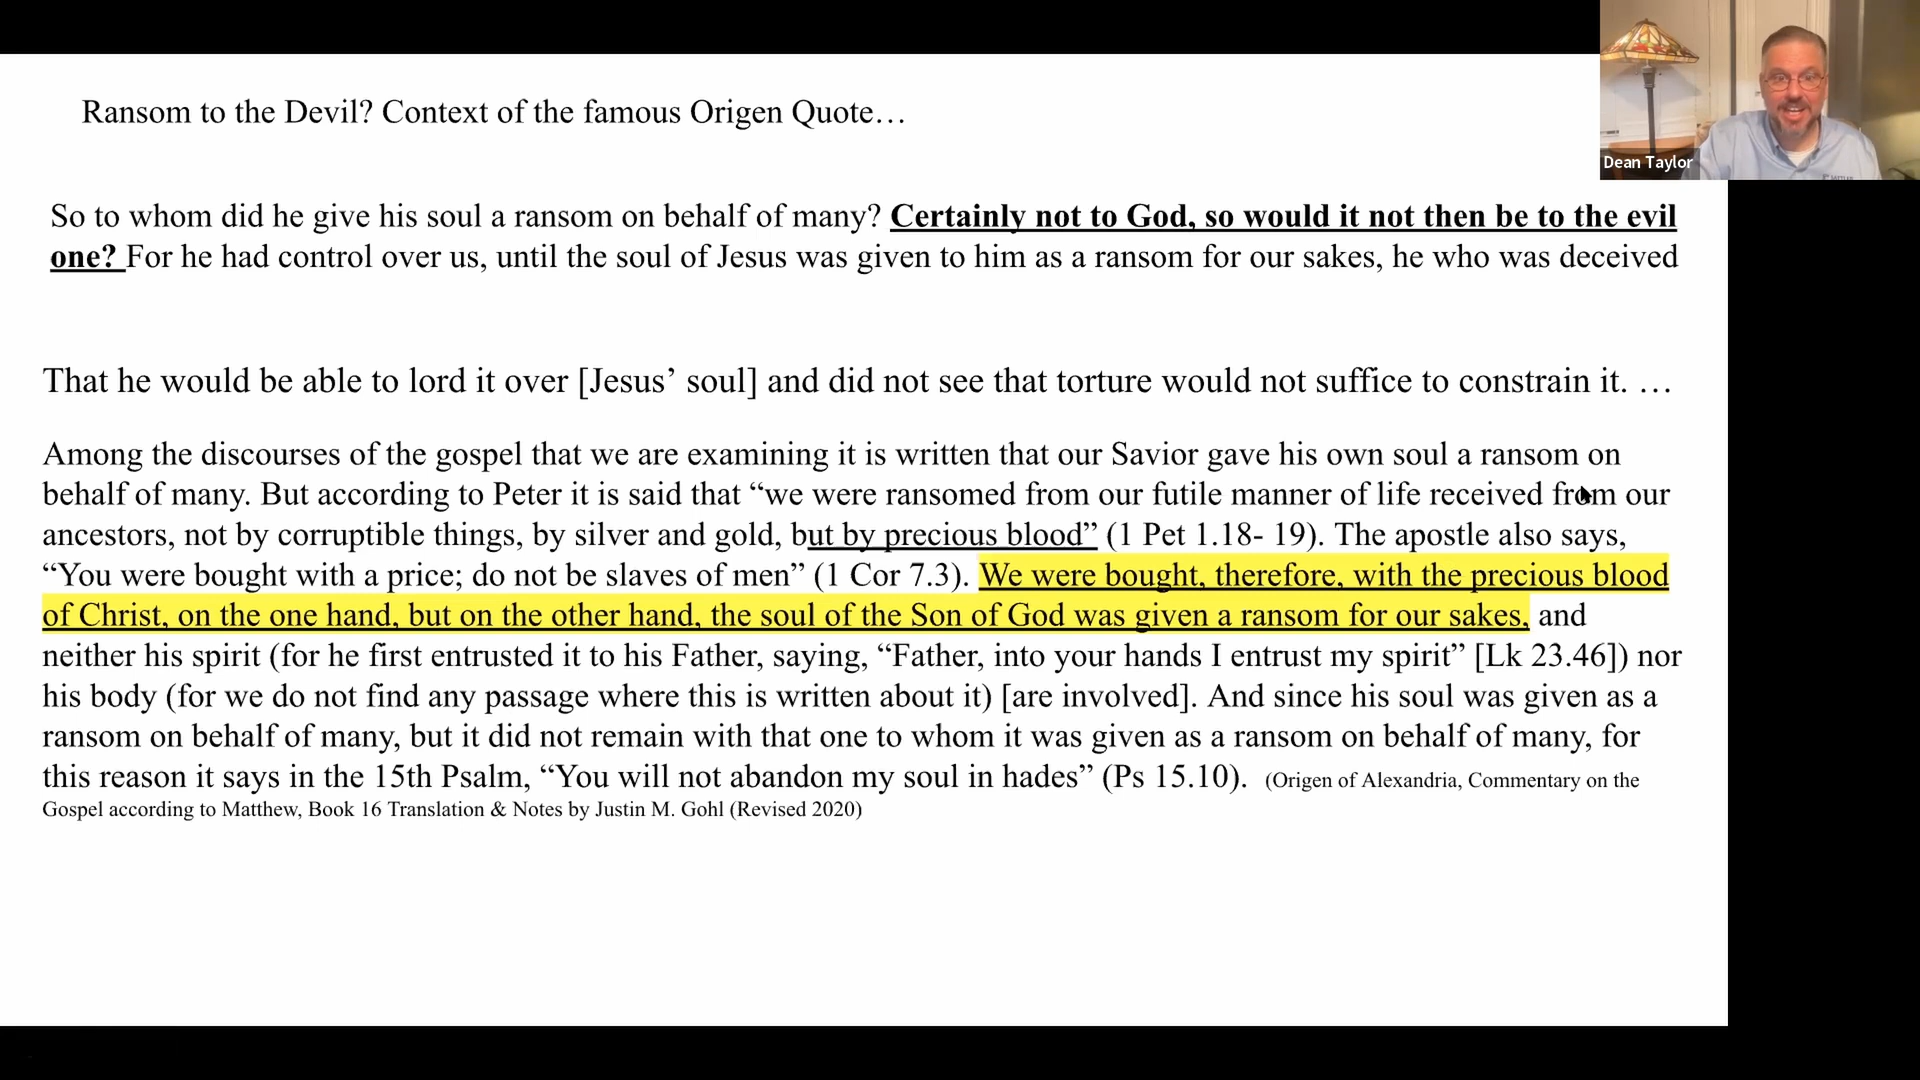 Ransom to the Devil? Context of the famous Origen Quote…
Dean Taylor
So to whom did he give his soul a ransom on behalf of many? Certainly not to God, so would it not then be to the evil
one? For he had control over us, until the soul of Jesus was given to him as a ransom for our sakes, he who was deceived
That he would be able to lord it over [Jesus’ soul] and did not see that torture would not suffice to constrain it. …
Among the discourses of the gospel that we are examining it is written that our Savior gave his own soul a ransom on
behalf of many. But according to Peter it is said that “we were ransomed from our futile manner of life received from our
ancestors, not by corruptible things, by silver and gold, but by precious blood” (1 Pet 1.18- 19). The apostle also says,
“You were bought with a price; do not be slaves of men” (1 Cor 7.3). We were bought, therefore, with the precious blood
of Christ, on the one hand, but on the other hand, the soul of the Son of God was given a ransom for our sakes, and
neither his spirit (for he first entrusted it to his Father, saying, “Father, into your hands I entrust my spirit” [Lk 23.46]) nor
his body (for we do not find any passage where this is written about it) [are involved]. And since his soul was given as a
ransom on behalf of many, but it did not remain with that one to whom it was given as a ransom on behalf of many, for
this reason it says in the 15th Psalm, “You will not abandon my soul in hades” (Ps 15.10). (Origen of Alexandria, Commentary on the
Gospel according to Matthew, Book 16 Translation & Notes by Justin M. Gohl (Revised 2020)